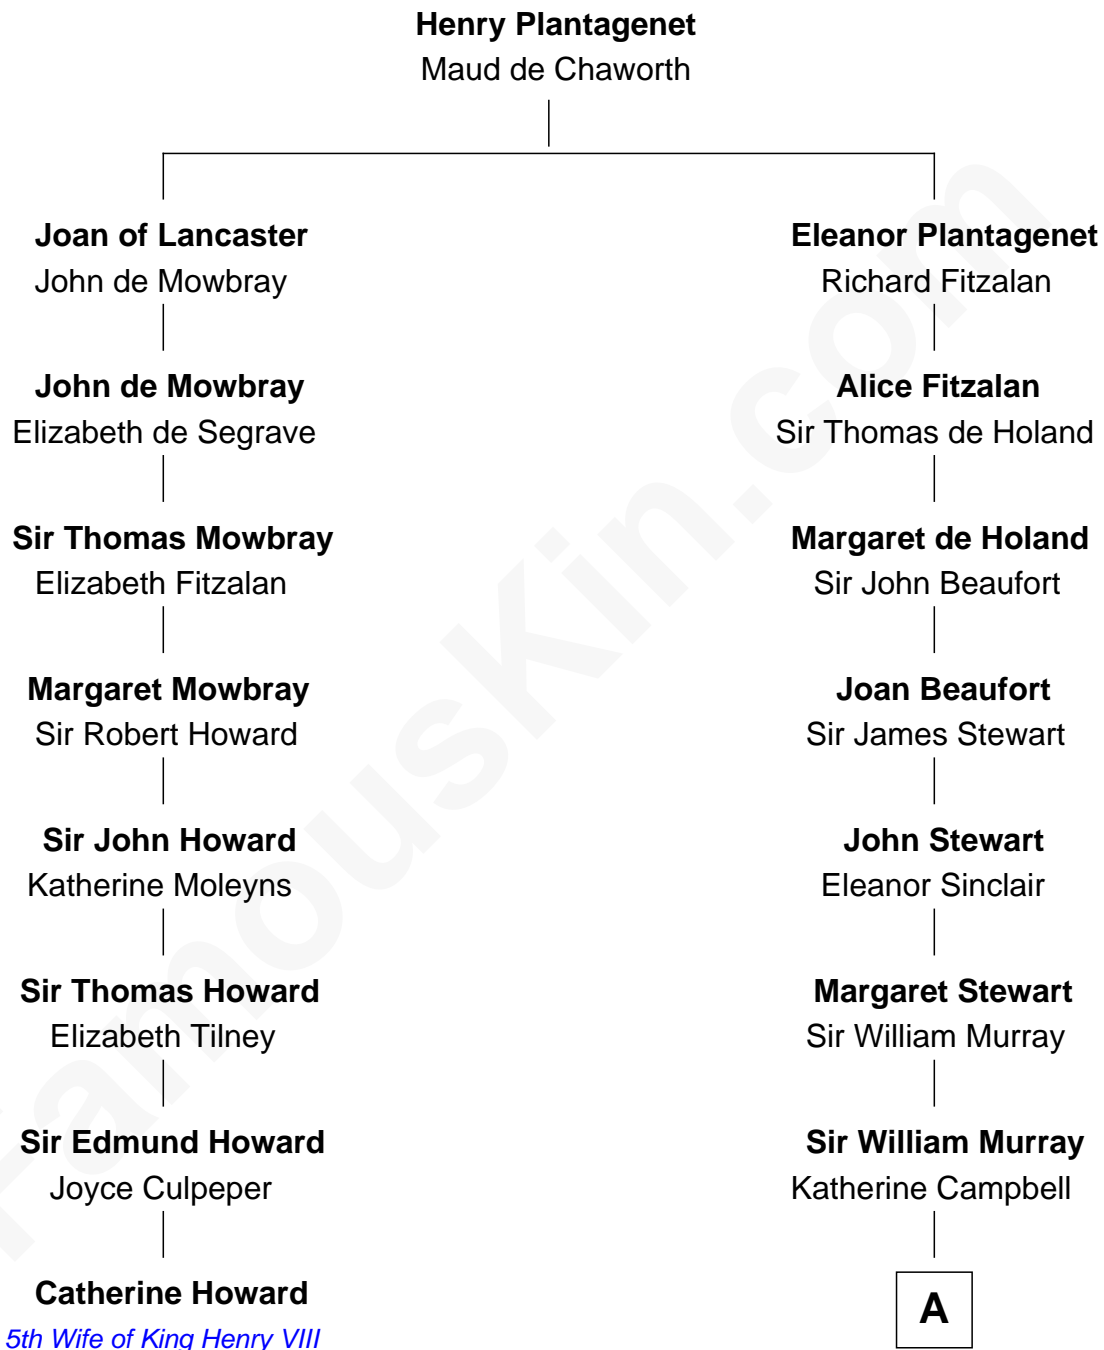 Henry Plantagenet
Maud de Chaworth
Joan of Lancaster
John de Mowbray
Eleanor Plantagenet
Richard Fitzalan
John de Mowbray
Elizabeth de Segrave
Alice Fitzalan
Sir Thomas de Holand
Sir Thomas Mowbray
Elizabeth Fitzalan
Margaret de Holand
Sir John Beaufort
Margaret Mowbray
Sir Robert Howard
Joan Beaufort
Sir James Stewart
Sir John Howard
Katherine Moleyns
John Stewart
Eleanor Sinclair
Sir Thomas Howard
Elizabeth Tilney
Margaret Stewart
Sir William Murray
Sir Edmund Howard
Joyce Culpeper
Sir William Murray
Katherine Campbell
Catherine Howard
5th Wife of King Henry VIII
A
FamousKin.com